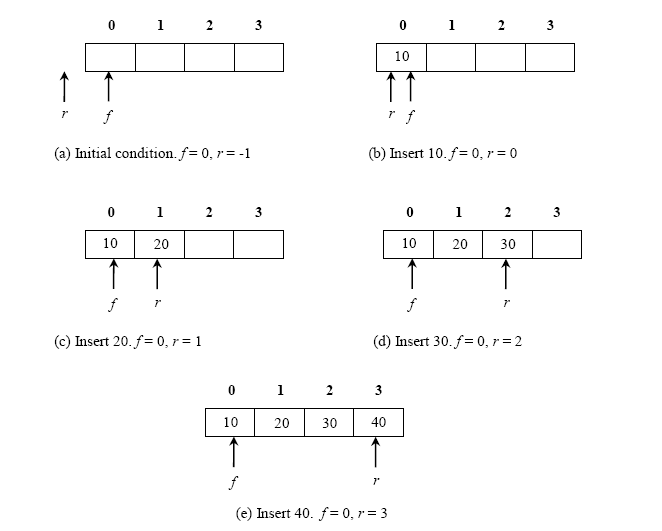 0 1 2 3
r f
(a) Initial condition. f = 0, r = -1
0 1 2 3
10
r f
(b) Insert 10. f = 0, r = 0
0 1 2 3
10 20
f r
(c) Insert 20. f = 0, r = 1
0 1 2 3
10 20 30
f r
(d) Insert 30. f = 0, r = 2
0 1 2 3
10 20 30 40
f r
(e) Insert 40. f = 0, r = 3